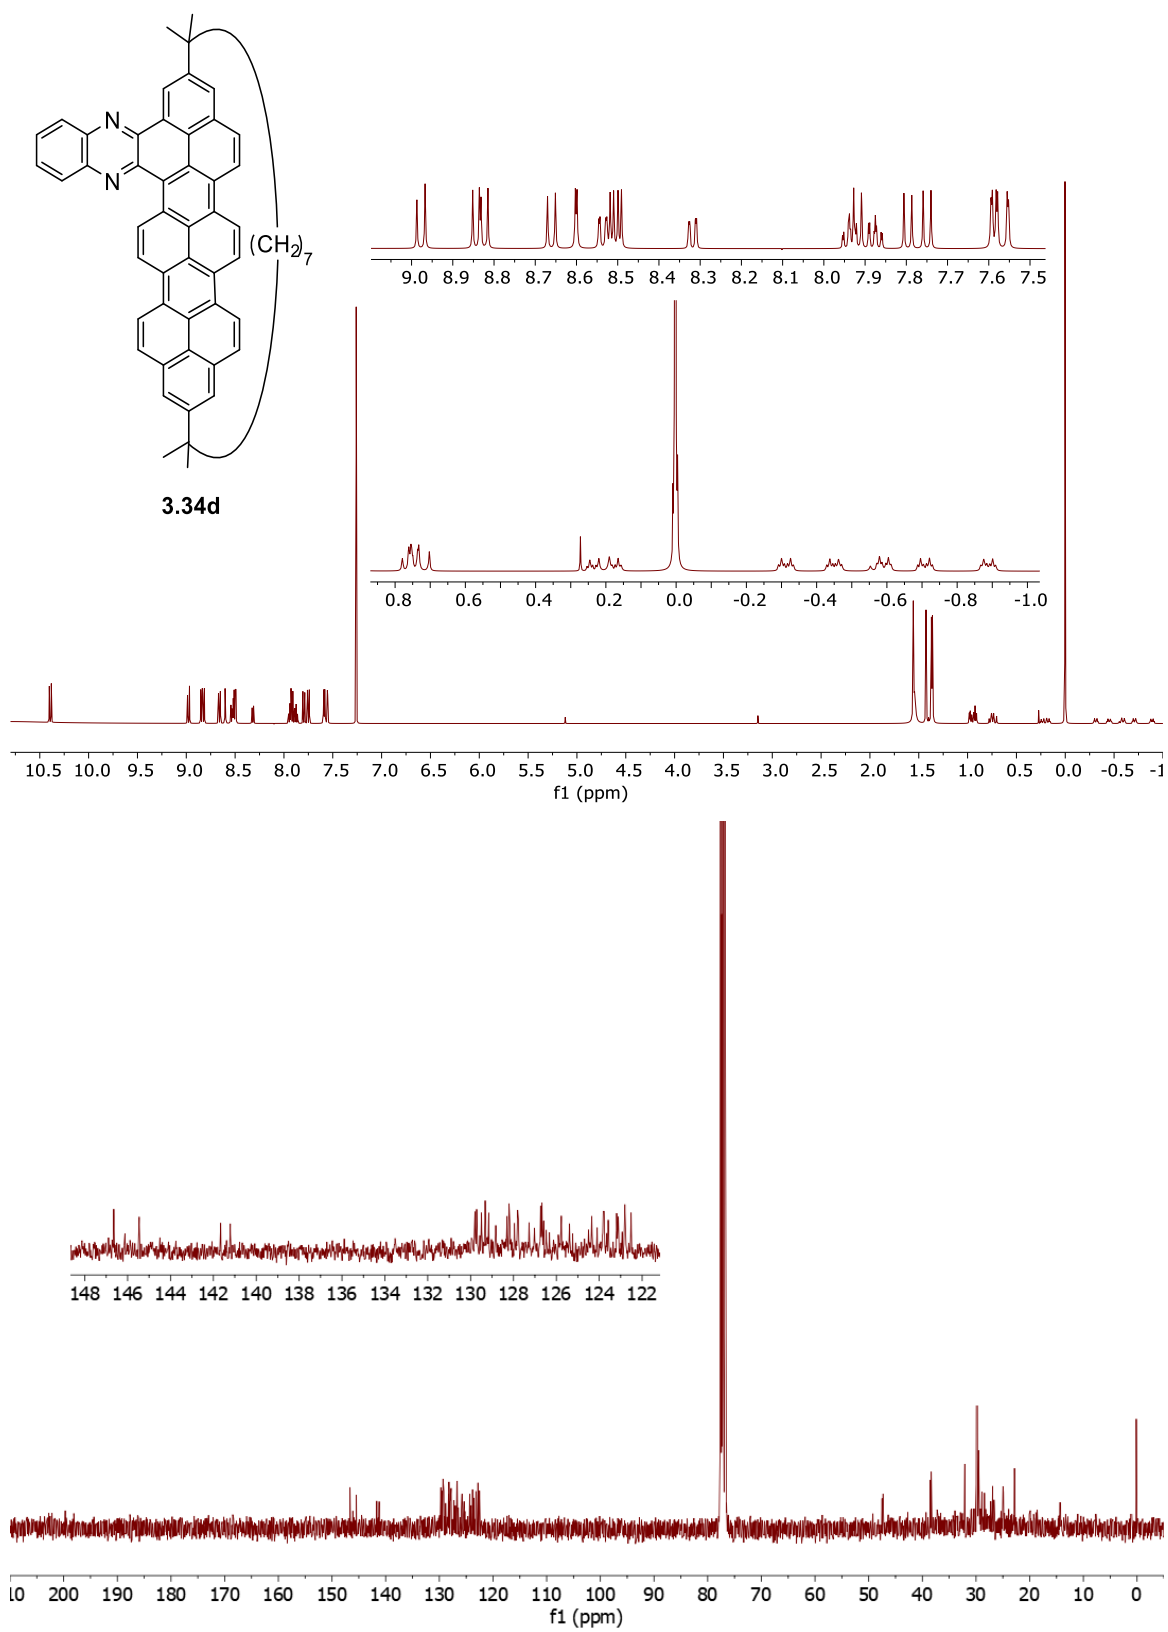 N
N
(CH2)7
3.34d
9.0 8.9 8.8 8.7 8.6 8.5 8.4 8.3 8.2 8.1 8.0 7.9 7.8 7.7 7.6 7.5
0.8 0.6 0.4 0.2 0.0 -0.2 -0.4 -0.6 -0.8 -1.0
10.5 10.0 9.5 9.0 8.5 8.0 7.5 7.0 6.5 6.0 5.5 5.0 4.5 4.0 3.5 3.0 2.5 2.0 1.5 1.0 0.5 0.0 -0.5 -1
f1 (ppm)
148 146 144 142 140 138 136 134 132 130 128 126 124 122
10 200 190 180 170 160 150 140 130 120 110 100 90 80 70 60 50 40 30 20 10 0
f1 (ppm)